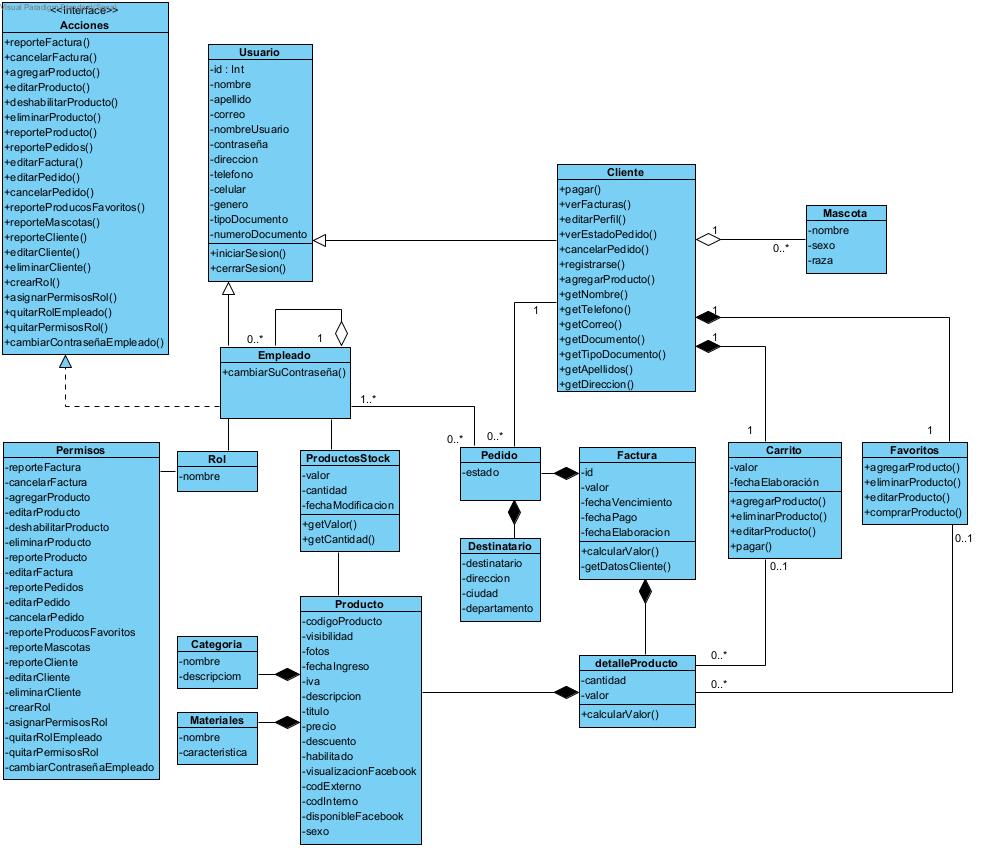 <<interface>>
Acciones
+reporteFactura()
+cancelarFactura()
+agregarProducto()
+editarProducto()
+deshabilitarProducto()
+eliminarProducto()
+reporteProducto()
+reportePedidos()
+editarFactura()
+editarPedido()
+cancelarPedido()
+reporteProducosFavoritos()
+reporteMascotas()
+reporteCliente()
+editarCliente()
+eliminarCliente()
+crearRol()
+asignarPermisosRol()
+quitarRolEmpleado()
+quitarPermisosRol()
+cambiarContraseñaEmpleado()
Usuario
-id : Int
-nombre
-apellido
-correo
-nombreUsuario
-contraseña
-direccion
-telefono
-celular
-genero
-tipoDocumento
-numeroDocumento
+iniciarSesion()
+cerrarSesion()
Cliente
+pagar()
+verFacturas()
+editarPerfil()
+verEstadoPedido()
+cancelarPedido()
+registrarse()
+agregarProducto()
+getNombre()
+getTelefono()
+getCorreo()
+getDocumento()
+getTipoDocumento()
+getApellidos()
+getDireccion()
1
0..*
Mascota
-nombre
-sexo
-raza
1
1
1
0..*
1
Empleado
+cambiarSuContraseña()
1..*
0..*
0..*
1
1
Permisos
-reporteFactura
-cancelarFactura
-agregarProducto
-editarProducto
-deshabilitarProducto
-eliminarProducto
-reporteProducto
-editarFactura
-reportePedidos
-editarPedido
-cancelarPedido
-reporteProducosFavoritos
-reporteMascotas
-reporteCliente
-editarCliente
-eliminarCliente
-crearRol
-asignarPermisosRol
-quitarRolEmpleado
-quitarPermisosRol
-cambiarContraseñaEmpleado
Rol
-nombre
ProductosStock
-valor
-cantidad
-fechaModificacion
+getValor()
+getCantidad()
Pedido
-estado
Factura
-id
-valor
-fechaVencimiento
-fechaPago
-fechaElaboracion
+calcularValor()
-getDatosCliente()
Carrito
-valor
-fechaElaboración
+agregarProducto()
+eliminarProducto()
+editarProducto()
+pagar()
0..1
Favoritos
+agregarProducto()
+eliminarProducto()
+editarProducto()
+comprarProducto()
0..1
Destinatario
-destinatario
-direccion
-ciudad
-departamento
Categoria
-nombre
-descripciom
Materiales
-nombre
-caracteristica
Producto
-codigoProducto
-visibilidad
-fotos
-fechaIngreso
-iva
-descripcion
-titulo
-precio
-descuento
-habilitado
-visualizacionFacebook
-codExterno
-codInterno
-disponibleFacebook
-sexo
detalleProducto
-cantidad
-valor
+calcularValor()
0..*
0..*